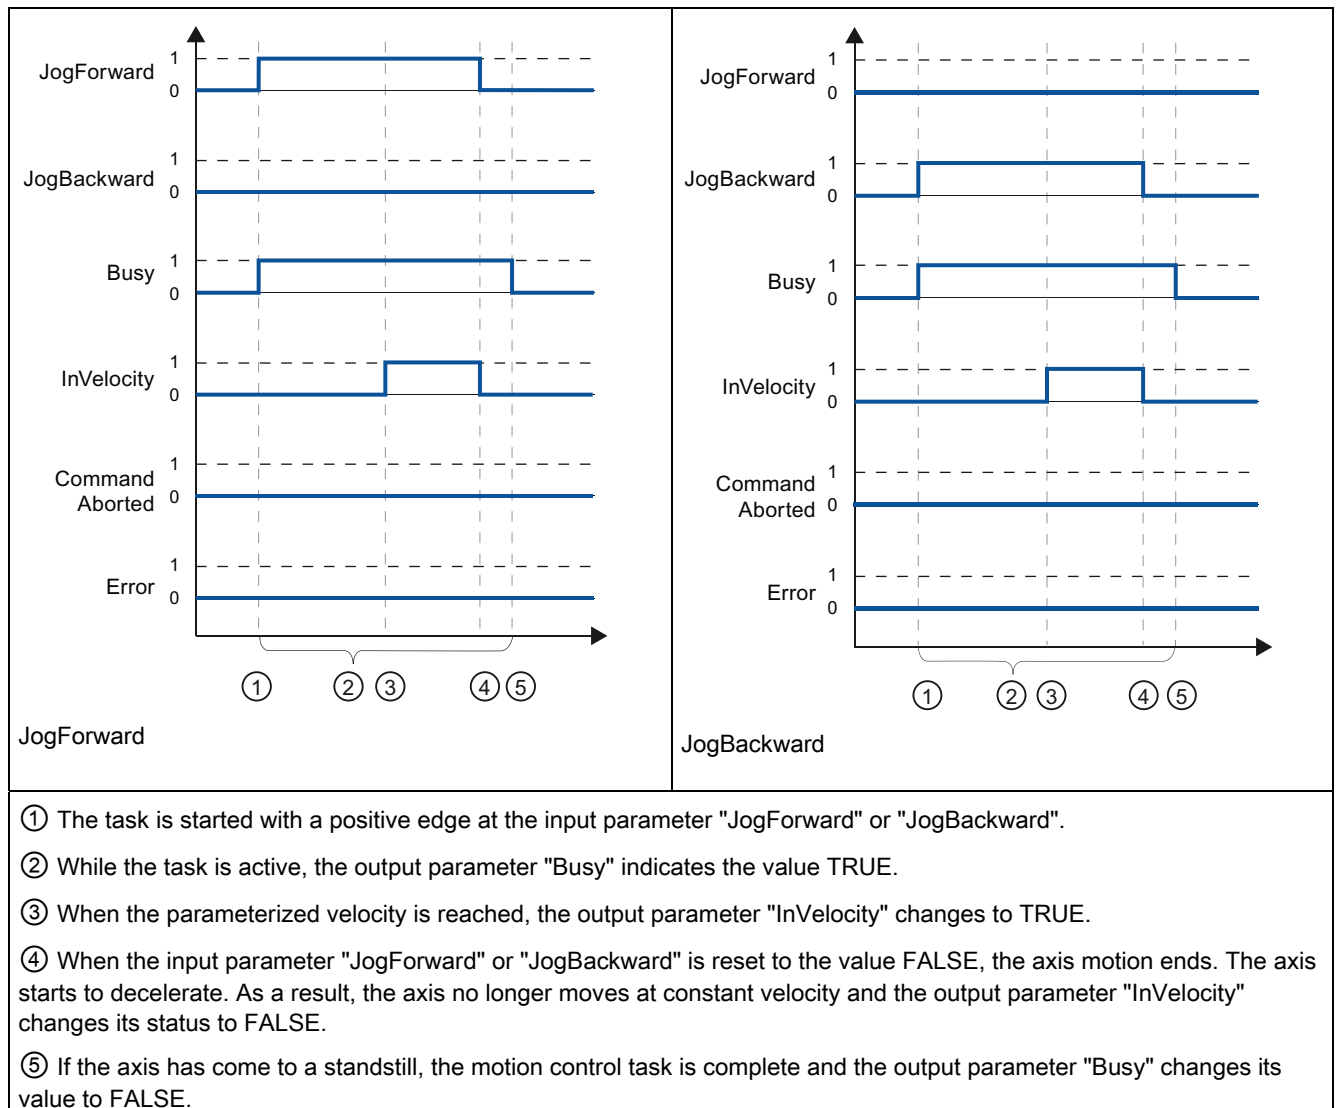 JogForward
1
0
JogBackward
1
0
Busy
1
0
InVelocity
1
0
Command
Aborted
1
0
Error
1
0
① ② ③ ④ ⑤
JogForward
JogForward
1
0
JogBackward
1
0
Busy
1
0
InVelocity
1
0
Command
Aborted
1
0
Error
1
0
① ② ③ ④ ⑤
JogBackward
① The task is started with a positive edge at the input parameter "JogForward" or "JogBackward".
② While the task is active, the output parameter "Busy" indicates the value TRUE.
③ When the parameterized velocity is reached, the output parameter "InVelocity" changes to TRUE.
④ When the input parameter "JogForward" or "JogBackward" is reset to the value FALSE, the axis motion ends. The axis
starts to decelerate. As a result, the axis no longer moves at constant velocity and the output parameter "InVelocity"
changes its status to FALSE.
⑤ If the axis has come to a standstill, the motion control task is complete and the output parameter "Busy" changes its
value to FALSE.